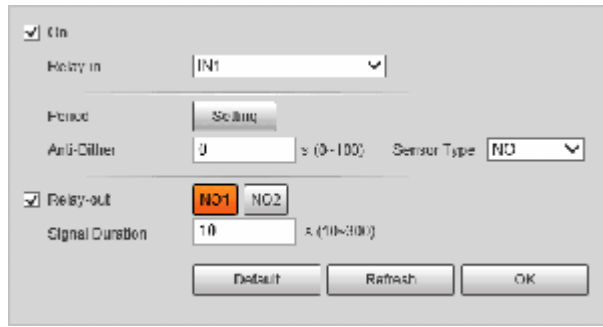 On
Relay-in IN1
Period Setting
Anti-Dither 0 s (0~100) Sensor Type NO
Relay-out NO1 NO2
Signal Duration 10 s (10~300)
Default Refresh OK